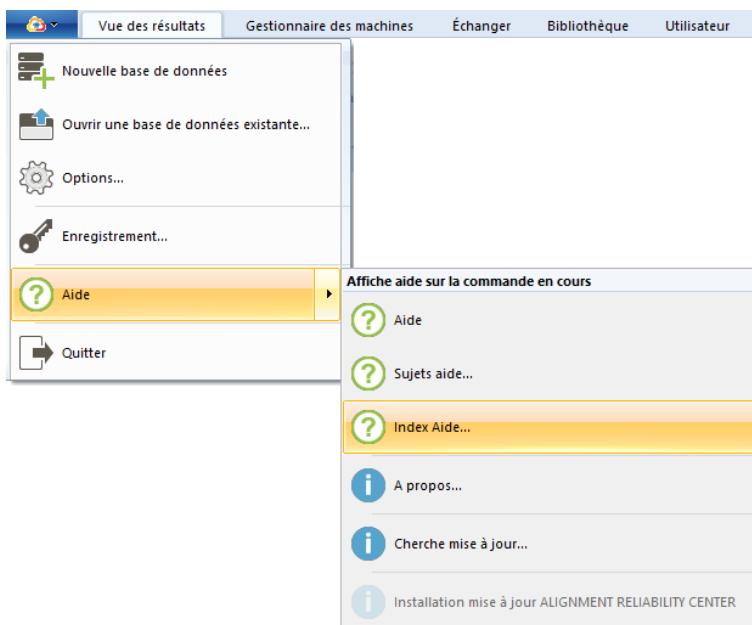 Vue des résultats Gestionnaire des machines Échanger Bibliothèque Utilisateur
Nouvelle base de données
Ouvrir une base de données existante...
Options...
Enregistrement...
Aide
Quitter
Affiche aide sur la commande en cours
Aide
Sujets aide...
Index Aide...
A propos...
Cherche mise à jour...
Installation mise à jour ALIGNMENT RELIABILITY CENTER